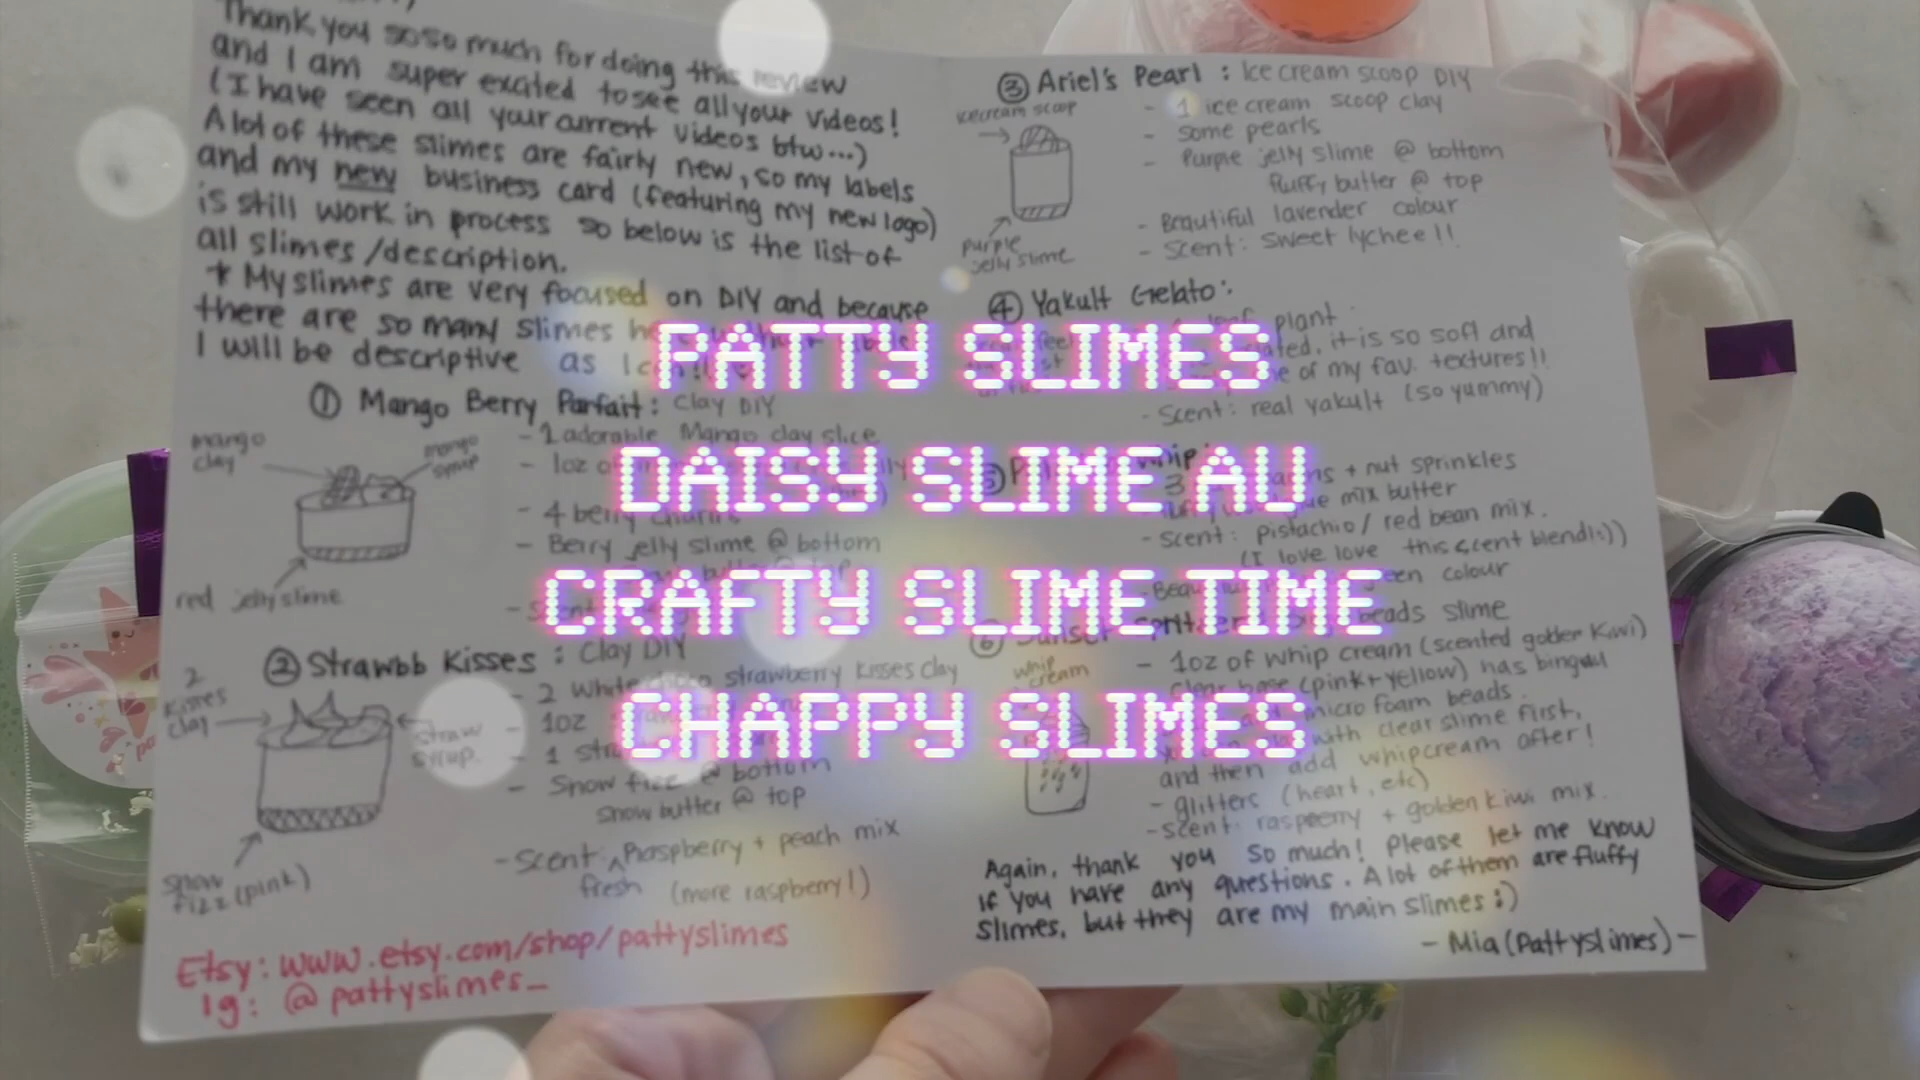 Thank you soso much for doing this review
and I am super excited to see all your videos!
(I have seen all your current videos btw...)
A lot of these slimes are fairly new, so my labels
and my new business card (featuring my new logo)
is still work in process so below is the list of
all slimes/description.
* My slimes are very focused on DIY and because
there are so many slimes
I will be descriptive as I
① Mango Berry Parfait: Clay DIY
mango clay
mango syrup
- 1 adorable Mango clay slice
- 1oz of
- 4 berry charms
- Berry jelly slime @ bottom
@ top
red jelly slime
② Strawbb Kisses : Clay DIY
2 Kisses clay
straw syrup.
- 2 White choco strawberry kisses clay
- 1oz
- 1
- Snow fizz @ bottom
snow butter @ top
- Scent: fresh Raspberry + peach mix
(more raspberry!)
snow fizz (pink)
Etsy: www.etsy.com/shop/pattyslimes
Ig: @pattyslimes_
③ Ariel's Pearl : Ice cream scoop DIY
icecream scoop
- 1 ice cream scoop clay
- some pearls
- Purple jelly slime @ bottom
fluffy butter @ top
- Beautiful lavender colour
- Scent: Sweet lychee!!
purple jelly slime
④ Yakult Gelato:
plant
it is so soft and
of my fav. textures!!
- Scent: real yakult (so yummy)
⑤ whip
+ nut sprinkles
mix butter
- Scent: pistachio/red bean mix.
(I love love this scent blend!:))
colour
⑥ Sunset beads slime
whip cream
- 1oz of whip cream (scented golden kiwi)
clear base (pink+yellow) has bingsu
micro foam beads
with clear slime first,
and then add whipcream after!
- glitters (heart, etc)
- scent: raspberry + golden kiwi mix.
Again, thank you so much! Please let me know
if you have any questions. A lot of them are fluffy
slimes, but they are my main slimes :)
- Mia (Pattyslimes) -
PATTY SLIMES
DAISY SLIME AU
CRAFTY SLIME TIME
CHAPPY SLIMES